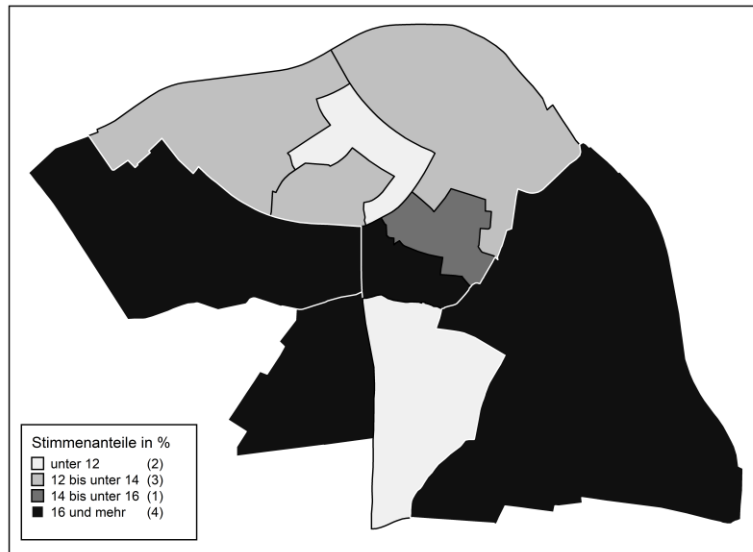 Stimmenanteile in %
unter 12 (2)
12 bis unter 14 (3)
14 bis unter 16 (1)
16 und mehr (4)